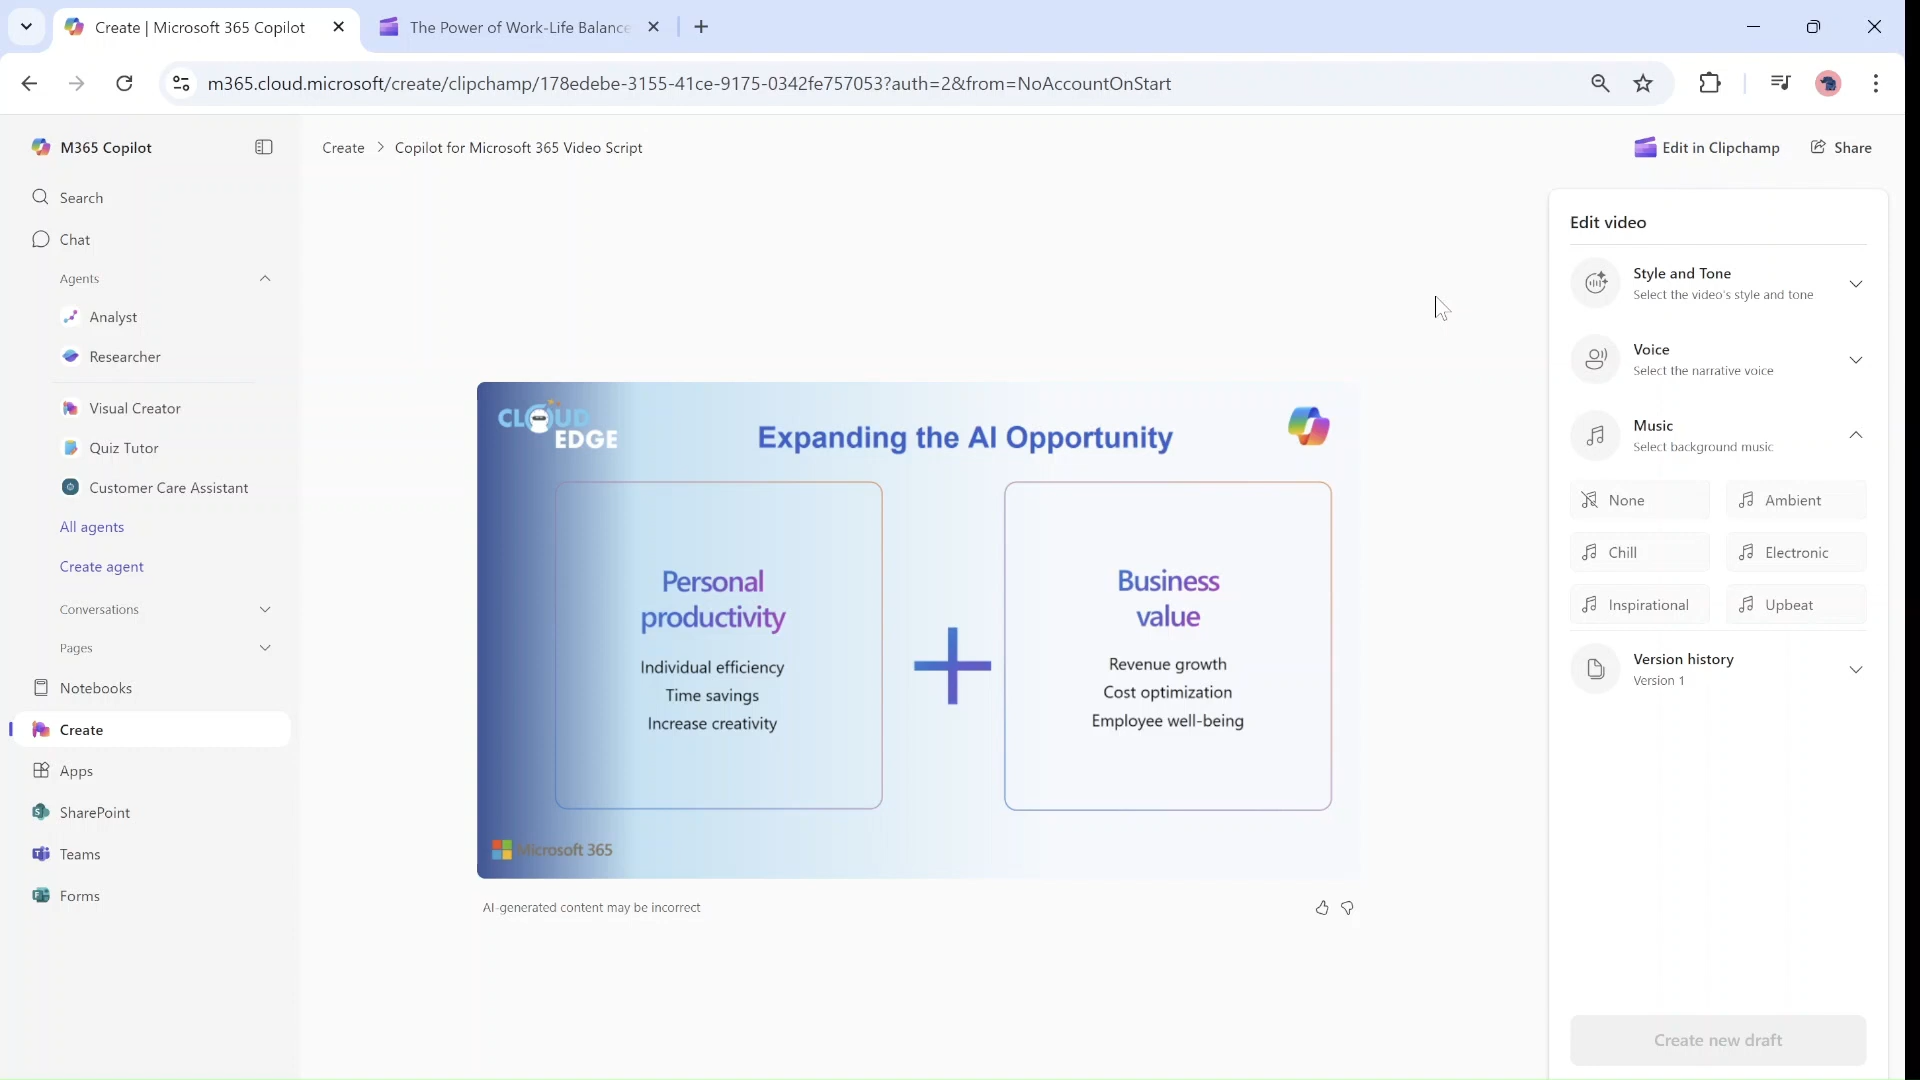 Create | Microsoft 365 Copilot
The Power of Work-Life Balance
m365.cloud.microsoft/create/clipchamp/178edebe-3155-41ce-9175-0342fe757053?auth=2&from=NoAccountOnStart
M365 Copilot
Create > Copilot for Microsoft 365 Video Script
Edit in Clipchamp
Share
Search
Chat
Agents
Analyst
Researcher
Visual Creator
Quiz Tutor
Customer Care Assistant
All agents
Create agent
Conversations
Pages
Notebooks
Create
Apps
SharePoint
Teams
Forms
CLOUD
EDGE
Expanding the AI Opportunity
Personal
productivity
Individual efficiency
Time savings
Increase creativity
Business
value
Revenue growth
Cost optimization
Employee well-being
Microsoft 365
AI-generated content may be incorrect
Edit video
Style and Tone
Select the video's style and tone
Voice
Select the narrative voice
Music
Select background music
None
Ambient
Chill
Electronic
Inspirational
Upbeat
Version history
Version 1
Create new draft